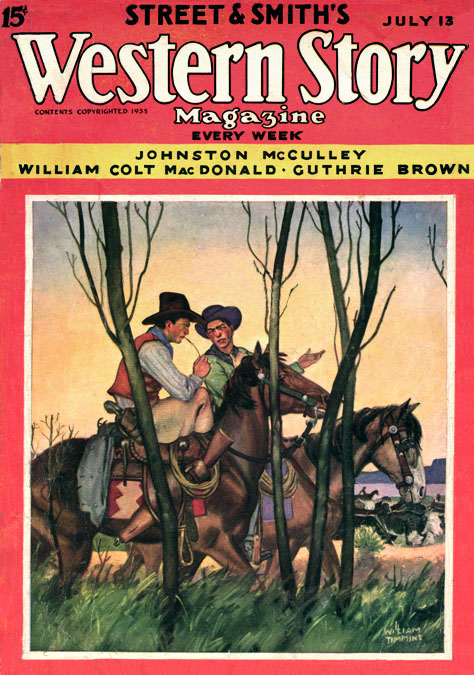 15¢
STREET & SMITH'S
JULY 13
Western Story
CONTENTS COPYRIGHTED 1935
Magazine
EVERY WEEK
JOHNSTON McCULLEY
WILLIAM COLT MacDONALD · GUTHRIE BROWN
WILLIAM
TIMMINS